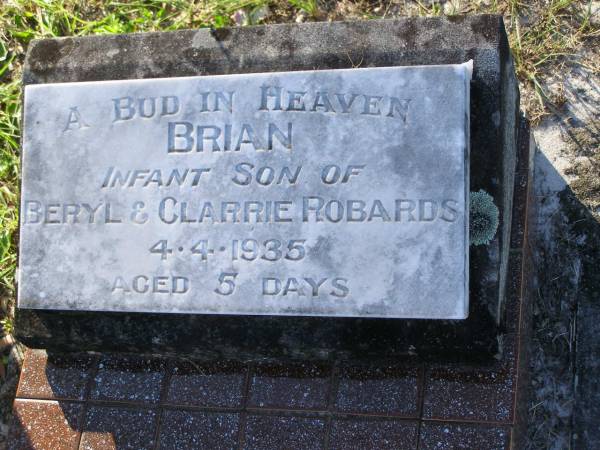 A BUD IN HEAVEN
BRIAN
INFANT SON OF
BERYL & CLARRIE ROBARDS
4·4·1935
AGED 5 DAYS